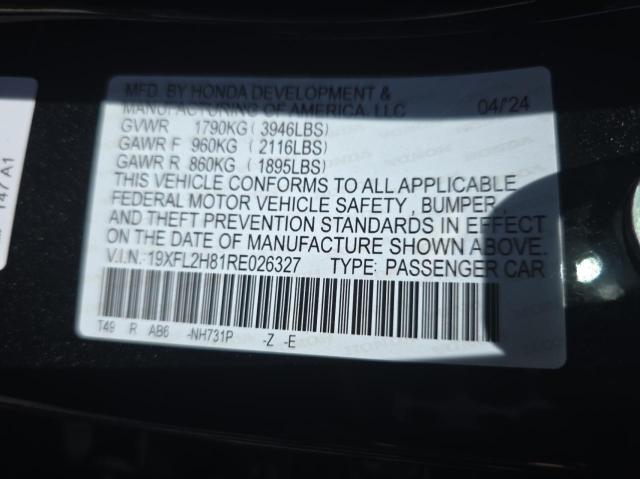 MFD. BY HONDA DEVELOPMENT &
MANUFACTURING OF AMERICA, LLC 04/'24
GVWR 1790KG ( 3946LBS)
GAWR F 960KG ( 2116LBS)
GAWR R 860KG ( 1895LBS)
THIS VEHICLE CONFORMS TO ALL APPLICABLE
FEDERAL MOTOR VEHICLE SAFETY , BUMPER,
AND THEFT PREVENTION STANDARDS IN EFFECT
ON DATE OF MANUFACTURE SHOWN ABOVE.
V.I.N.: 19XFL2H81RE026327 TYPE: PASSENGER CAR
T49 R AB6 -NH731P -Z -E
147 A1